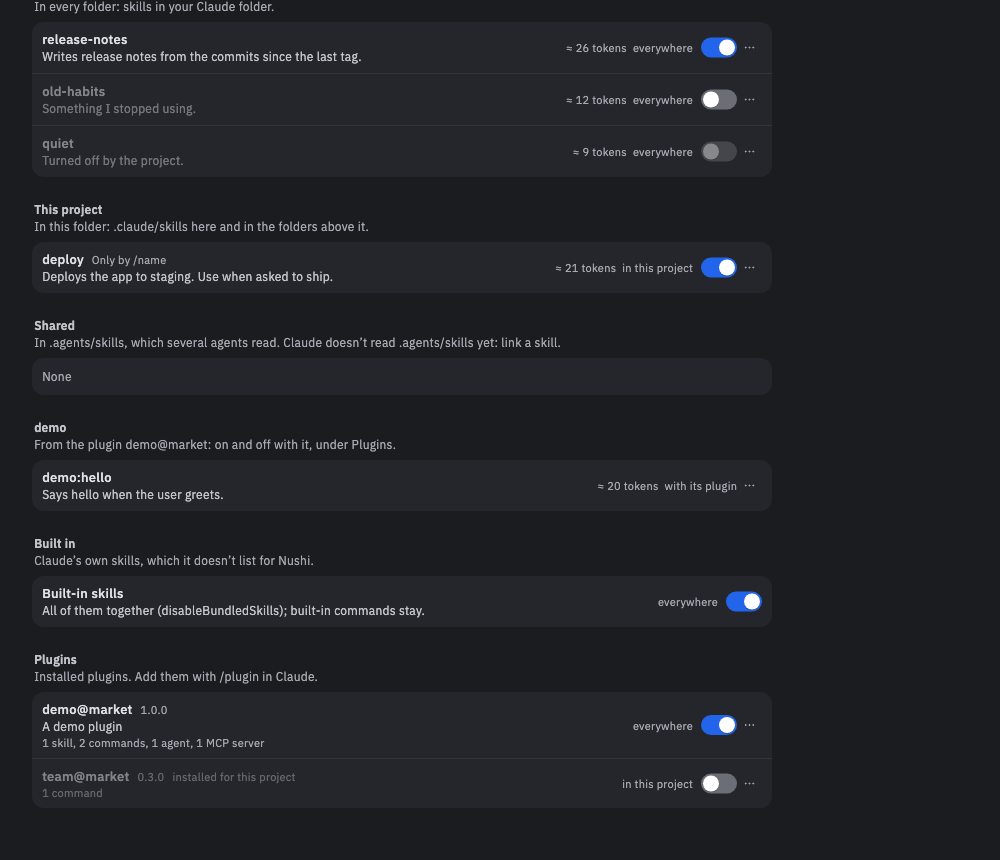 In every folder: skills in your Claude folder.
release-notes
Writes release notes from the commits since the last tag.
≈ 26 tokens everywhere
old-habits
Something I stopped using.
≈ 12 tokens everywhere
quiet
Turned off by the project.
≈ 9 tokens everywhere
This project
In this folder: .claude/skills here and in the folders above it.
deploy Only by /name
Deploys the app to staging. Use when asked to ship.
≈ 21 tokens in this project
Shared
In .agents/skills, which several agents read. Claude doesn’t read .agents/skills yet: link a skill.
None
demo
From the plugin demo@market: on and off with it, under Plugins.
demo:hello
Says hello when the user greets.
≈ 20 tokens with its plugin
Built in
Claude’s own skills, which it doesn’t list for Nushi.
Built-in skills
All of them together (disableBundledSkills); built-in commands stay.
everywhere
Plugins
Installed plugins. Add them with /plugin in Claude.
demo@market 1.0.0
A demo plugin
1 skill, 2 commands, 1 agent, 1 MCP server
everywhere
team@market 0.3.0 installed for this project
1 command
in this project